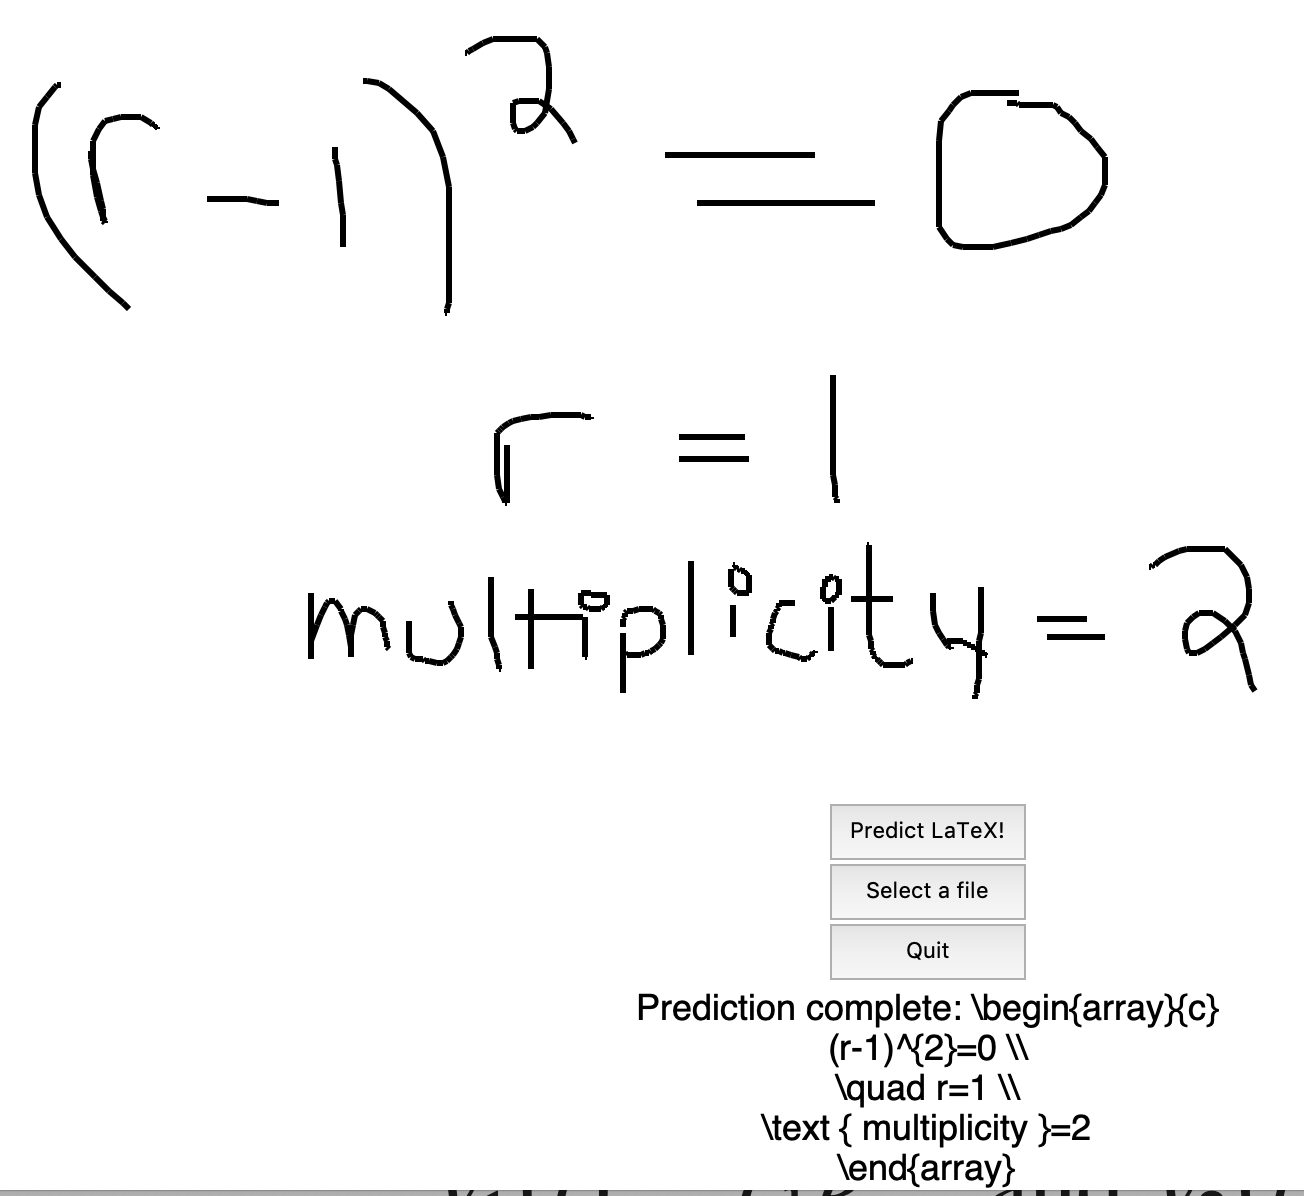 (r-1)² = 0
r = 1
multiplicity = 2
Predict LaTeX!
Select a file
Quit
Prediction complete: \begin{array}{c}
(r-1)^{2}=0 \\
\quad r=1 \\
\text { multiplicity }=2
\end{array}